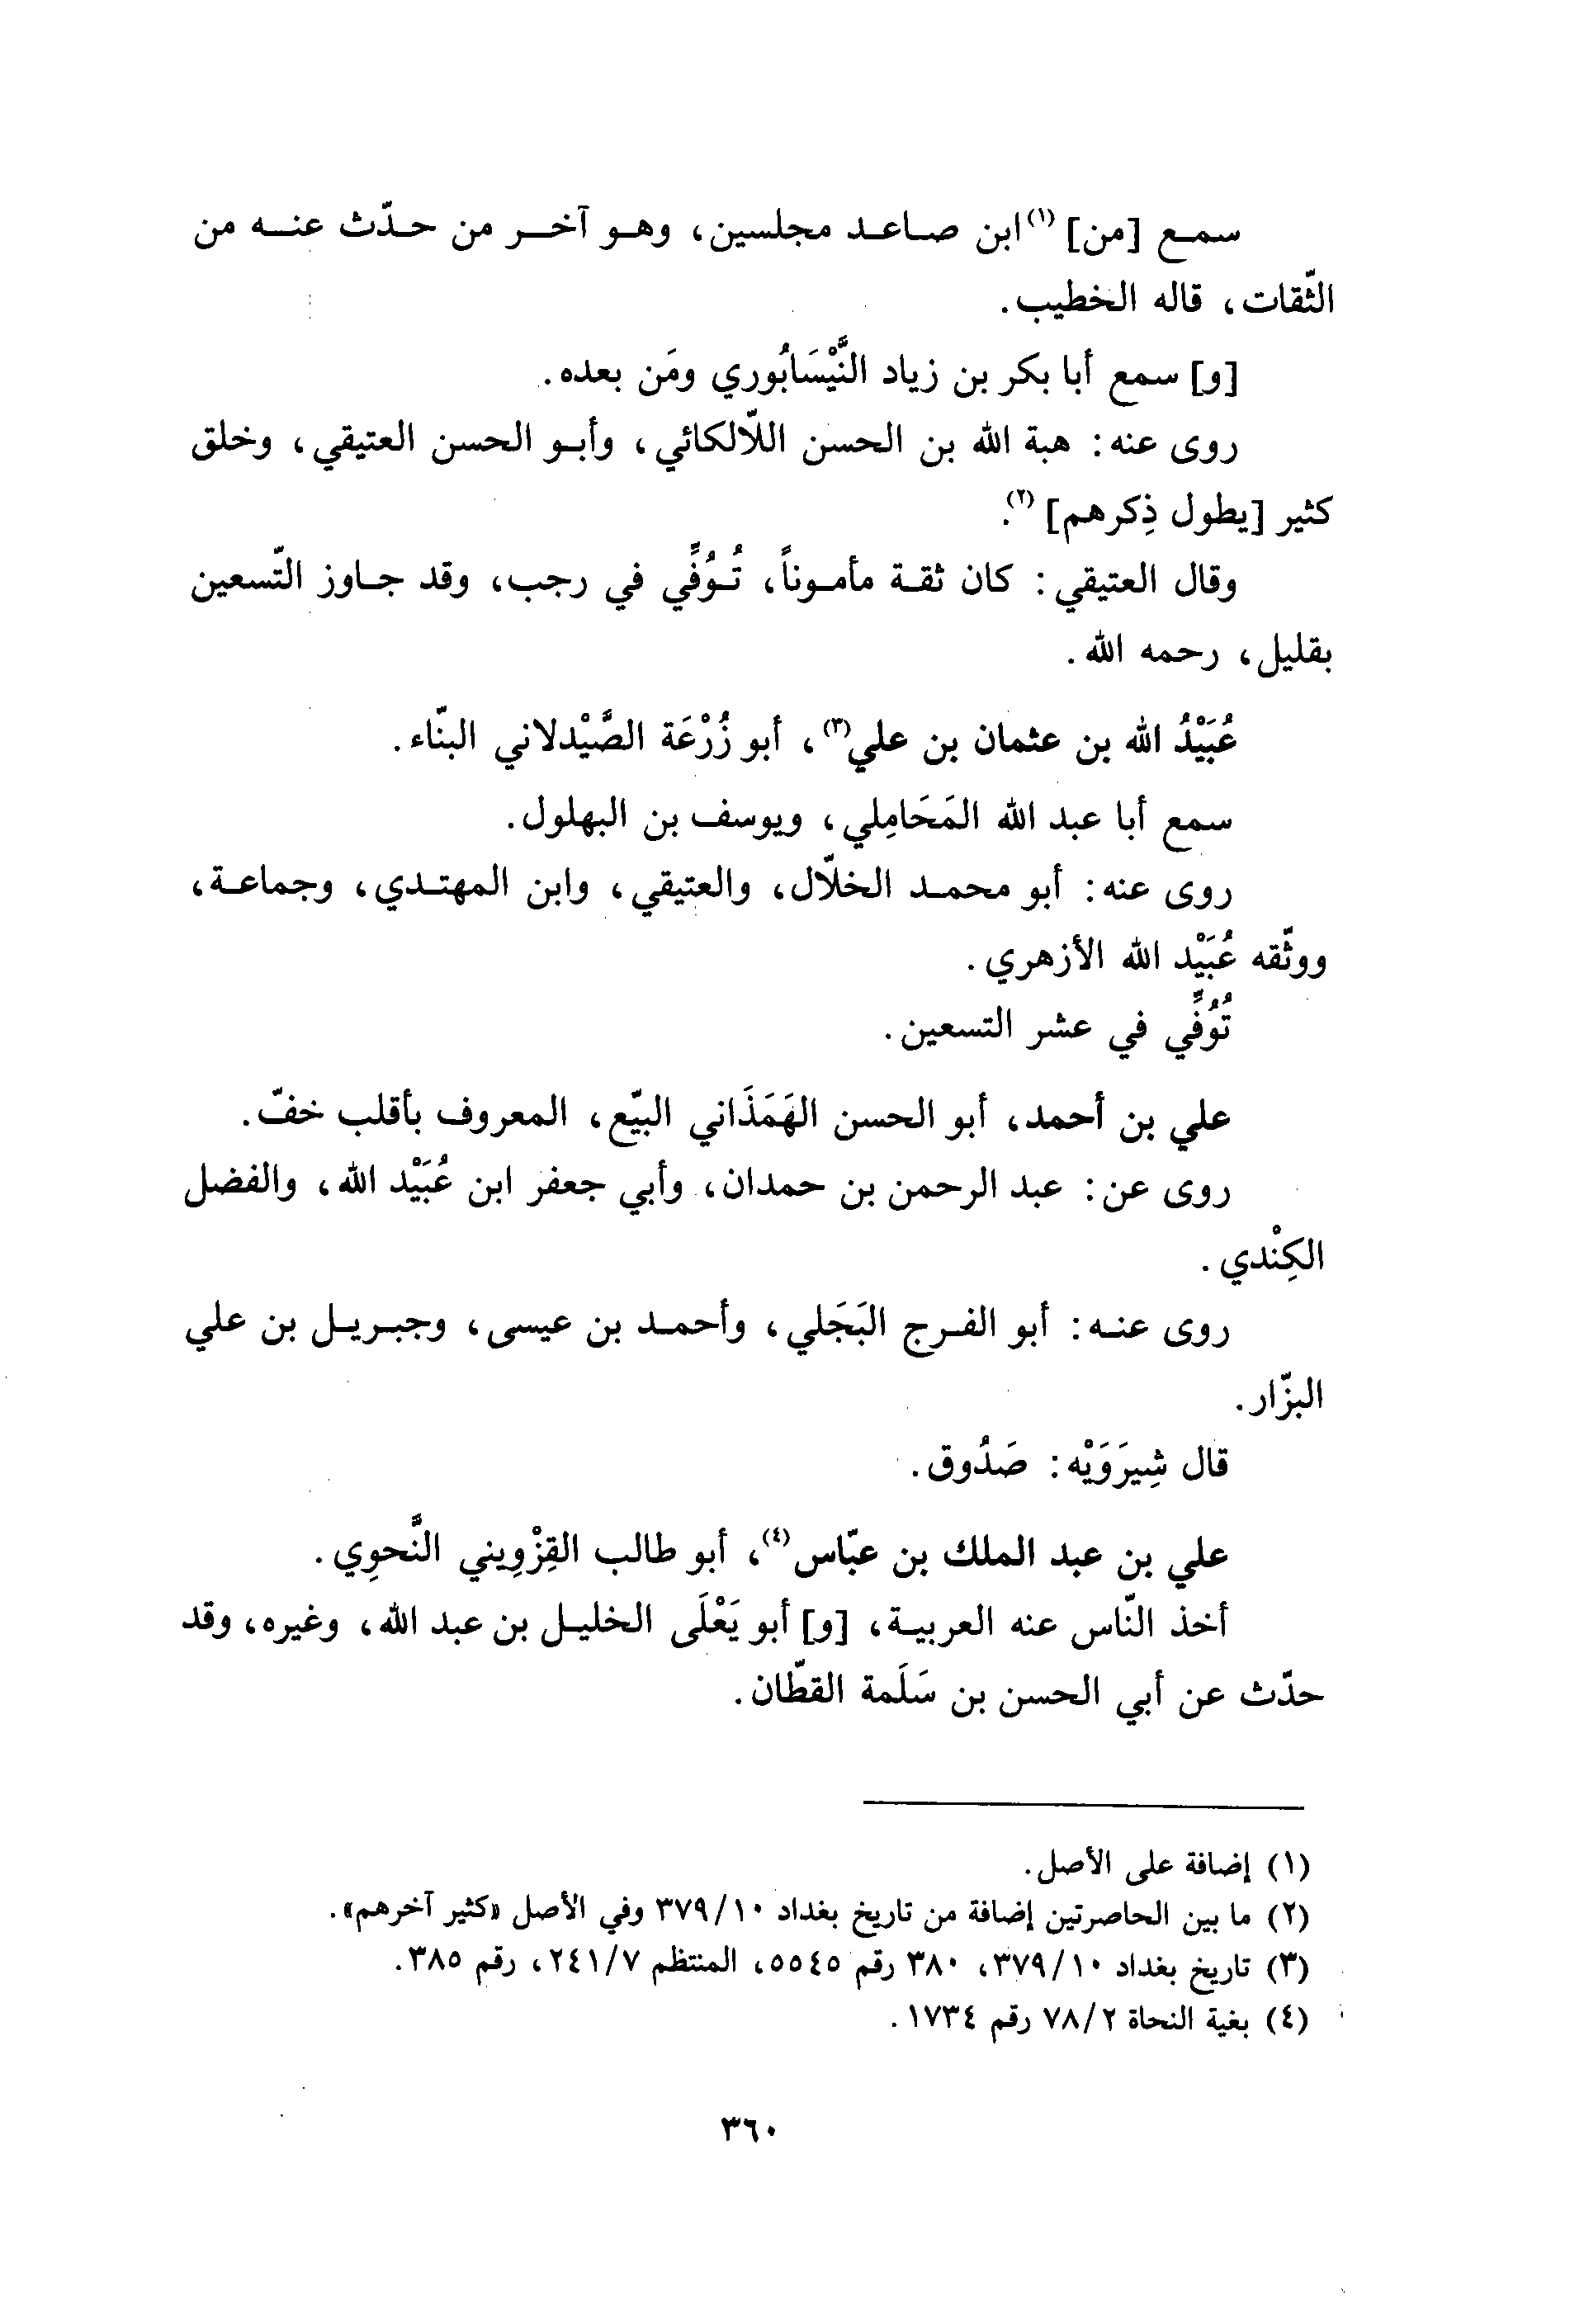 سمع [من]⁽¹⁾ ابن صاعد مجلسين، وهو آخر من حدّث عنه من
الثّقات، قاله الخطيب.
[و] سمع أبا بكر بن زياد النَّيْسَابُوري ومَن بعده.
روى عنه: هبة الله بن الحسن اللّالكائي، وأبو الحسن العتيقي، وخلق
كثير [يطول ذِكرهم]⁽²⁾.
وقال العتيقي: كان ثقة مأموناً، تُوُفِّي في رجب، وقد جاوز التّسعين
بقليل، رحمه الله.
عُبَيْدُ الله بن عثمان بن علي⁽³⁾، أبو زُرْعَة الصَّيْدلاني البنّاء.
سمع أبا عبد الله المَحَامِلي، ويوسف بن البهلول.
روى عنه: أبو محمد الخلّال، والعتيقي، وابن المهتدي، وجماعة،
ووثّقه عُبَيْد الله الأزهري.
تُوُفِّي في عشر التسعين.
علي بن أحمد، أبو الحسن الهَمَذَاني البيّع، المعروف بأقلب خفّ.
روى عن: عبد الرحمن بن حمدان، وأبي جعفر ابن عُبَيْد الله، والفضل
الكِنْدي.
روى عنه: أبو الفرج البَجَلي، وأحمد بن عيسى، وجبريل بن علي
البزّار.
قال شِيرَوَيْه: صَدُوق.
علي بن عبد الملك بن عبّاس⁽⁴⁾، أبو طالب القِزْوِيني النَّحوِي.
أخذ النّاس عنه العربية، [و] أبو يَعْلَى الخليل بن عبد الله، وغيره، وقد
حدّث عن أبي الحسن بن سَلَمة القطّان.
(١) إضافة على الأصل.
(٢) ما بين الحاصرتين إضافة من تاريخ بغداد ٣٧٩/١٠ وفي الأصل «كثير آخرهم».
(٣) تاريخ بغداد ٣٧٩/١٠، ٣٨٠ رقم ٥٥٤٥، المنتظم ٢٤١/٧، رقم ٣٨٥.
(٤) بغية النحاة ٧٨/٢ رقم ١٧٣٤.
٣٦٠